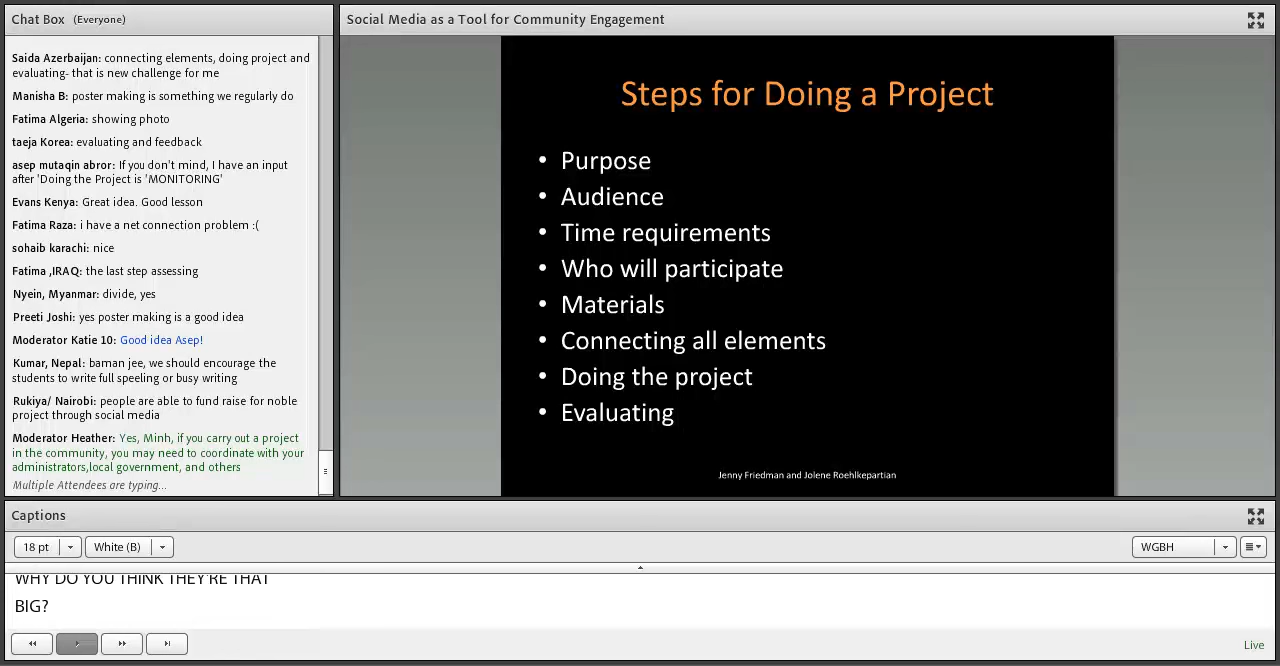 Chat Box (Everyone)
Saida Azerbaijan: connecting elements, doing project and
evaluating- that is new challenge for me
Manisha B: poster making is something we regularly do
Fatima Algeria: showing photo
taeja Korea: evaluating and feedback
asep mutaqin abror: If you don't mind, I have an input
after 'Doing the Project is 'MONITORING'
Evans Kenya: Great idea. Good lesson
Fatima Raza: i have a net connection problem :(
sohaib karachi: nice
Fatima ,IRAQ: the last step assessing
Nyein, Myanmar: divide, yes
Preeti Joshi: yes poster making is a good idea
Moderator Katie 10: Good idea Asep!
Kumar, Nepal: baman jee, we should encourage the
students to write full speeling or busy writing
Rukiya/ Nairobi: people are able to fund raise for noble
project through social media
Moderator Heather: Yes, Minh, if you carry out a project
in the community, you may need to coordinate with your
administrators,local government, and others
Multiple Attendees are typing...
Social Media as a Tool for Community Engagement
Steps for Doing a Project
• Purpose
• Audience
• Time requirements
• Who will participate
• Materials
• Connecting all elements
• Doing the project
• Evaluating
Jenny Friedman and Jolene Roehlkepartian
Captions
18 pt White (B) WGBH
WHY DO YOU THINK THEY'RE THAT
BIG?
Live